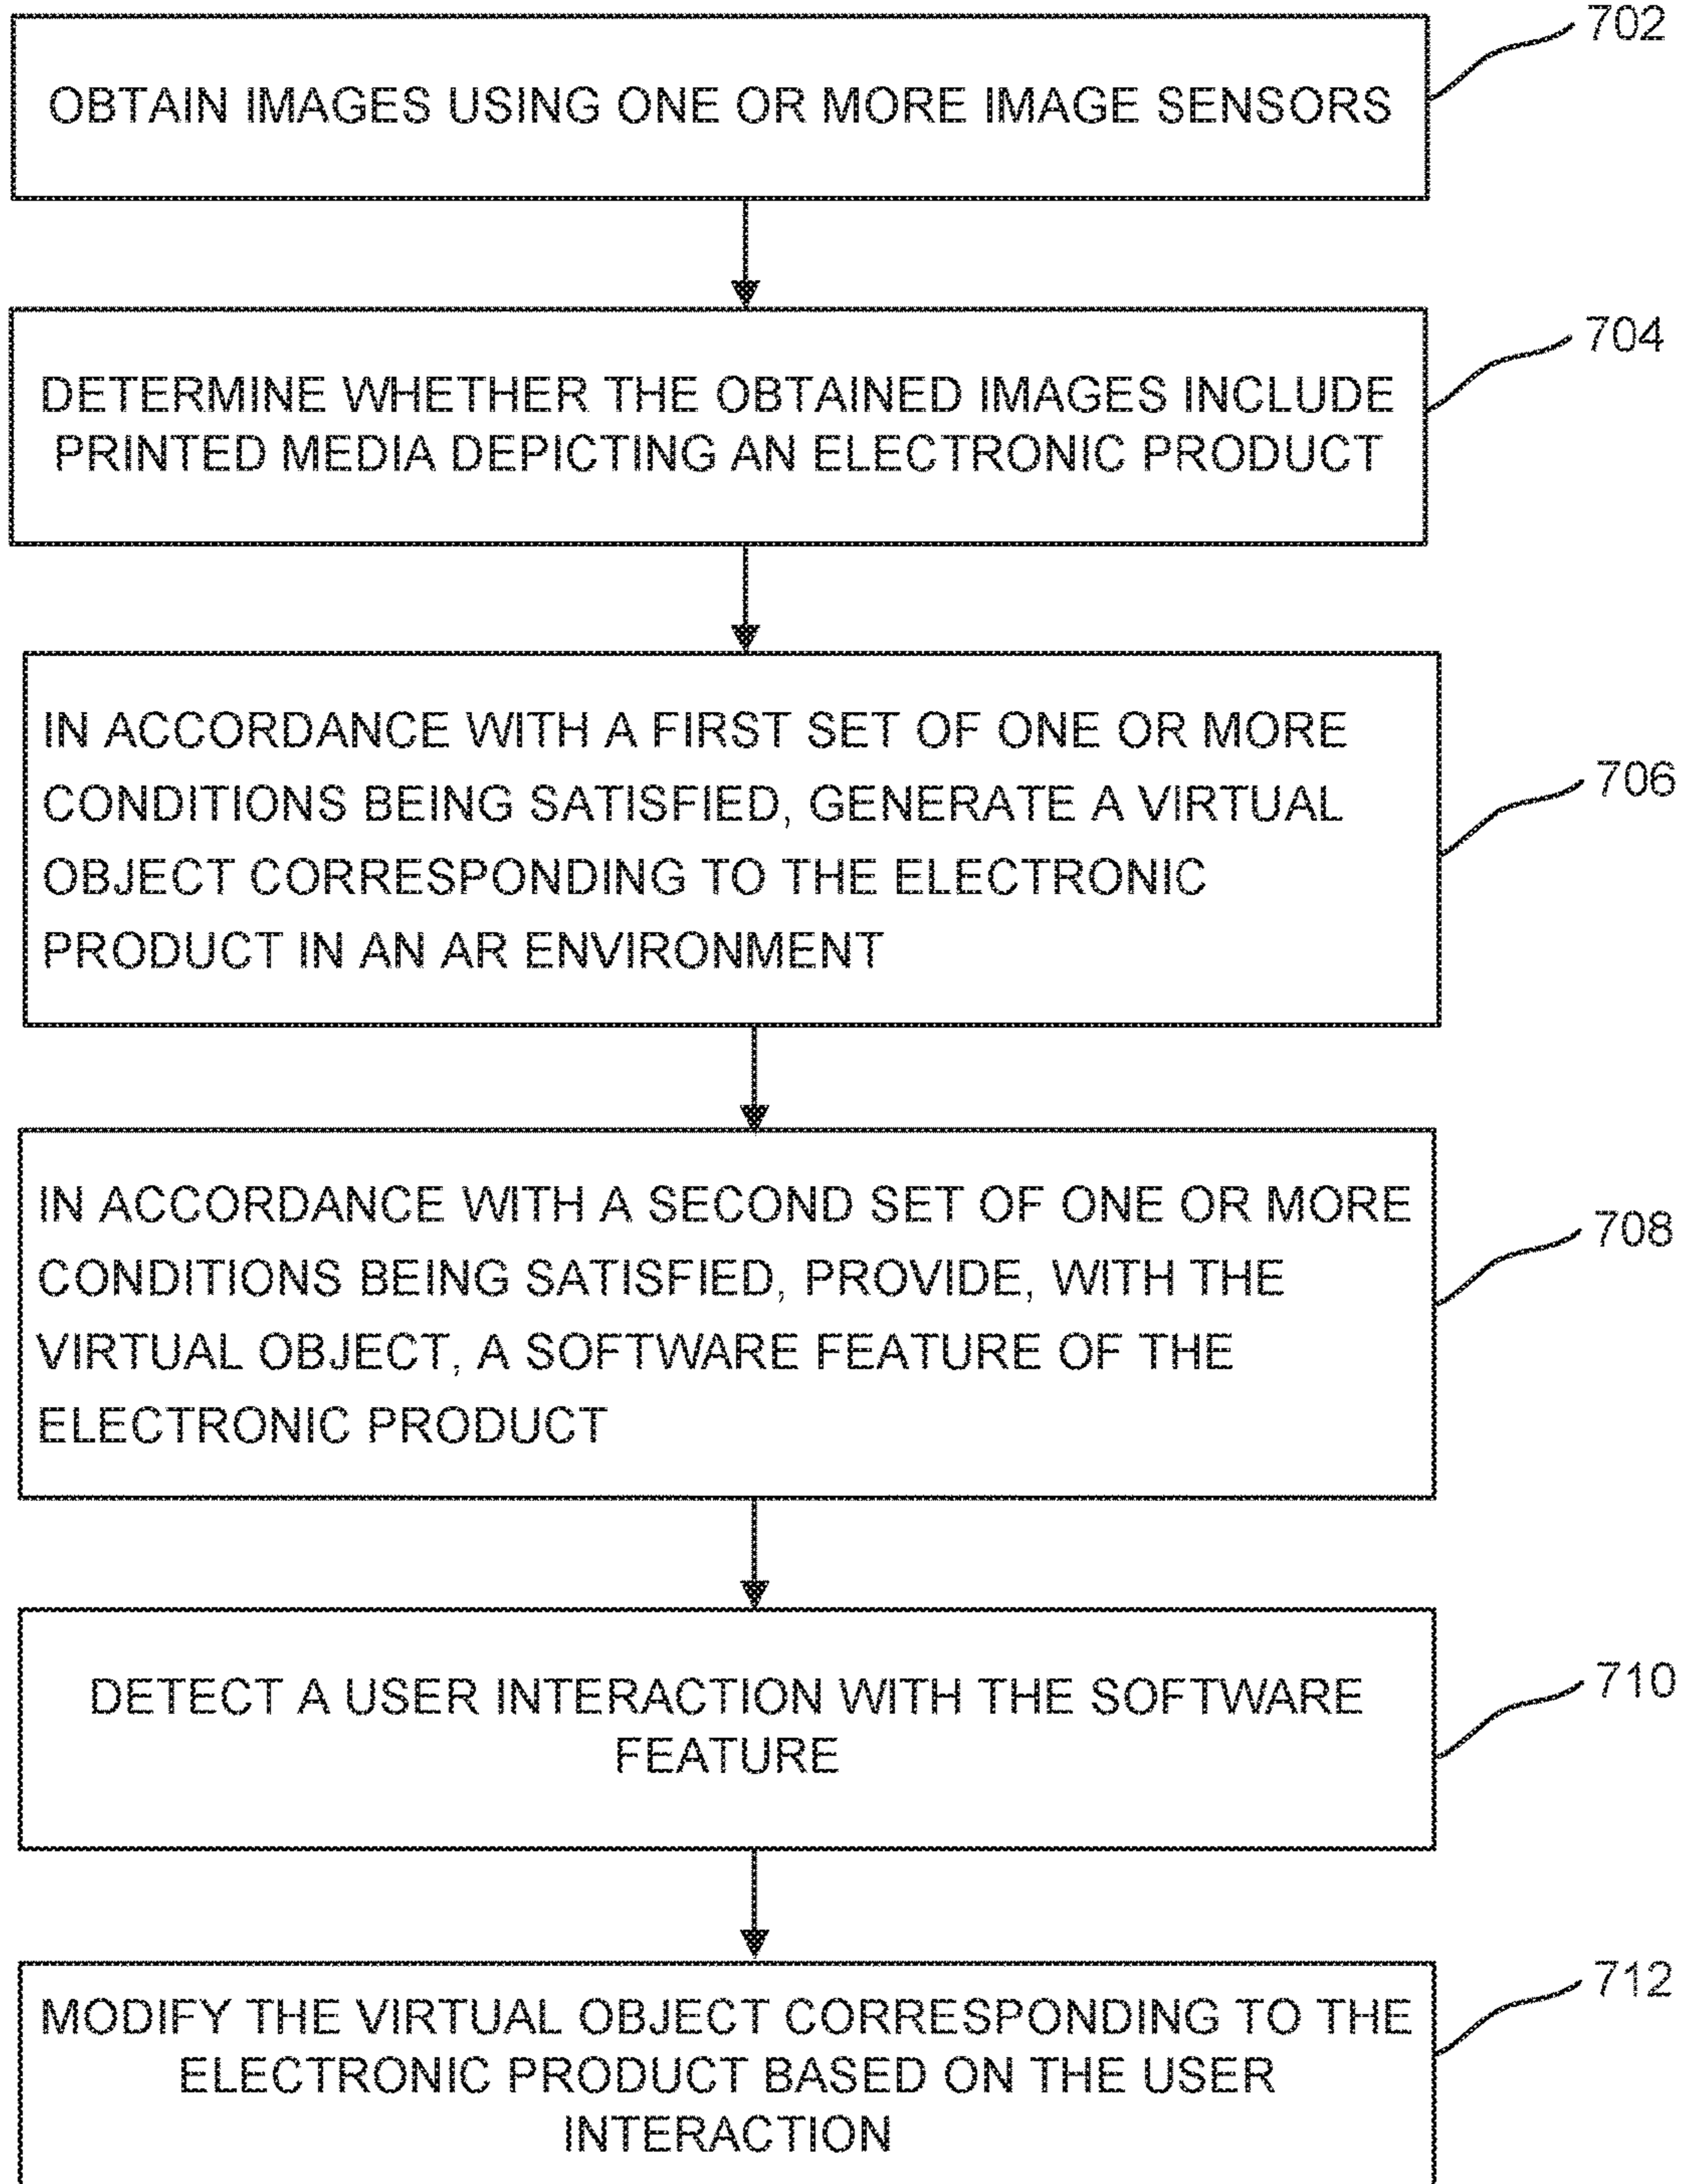 702
OBTAIN IMAGES USING ONE OR MORE IMAGE SENSORS
704
DETERMINE WHETHER THE OBTAINED IMAGES INCLUDE
PRINTED MEDIA DEPICTING AN ELECTRONIC PRODUCT
IN ACCORDANCE WITH A FIRST SET OF ONE OR MORE
706
CONDITIONS BEING SATISFIED, GENERATE A VIRTUAL
OBJECT CORRESPONDING TO THE ELECTRONIC
PRODUCT IN AN AR ENVIRONMENT
IN ACCORDANCE WITH A SECOND SET OF ONE OR MORE
708
CONDITIONS BEING SATISFIED, PROVIDE, WITH THE
VIRTUAL OBJECT, A SOFTWARE FEATURE OF THE
ELECTRONIC PRODUCT
710
DETECT A USER INTERACTION WITH THE SOFTWARE
FEATURE
712
MODIFY THE VIRTUAL OBJECT CORRESPONDING TO THE
ELECTRONIC PRODUCT BASED ON THE USER
INTERACTION